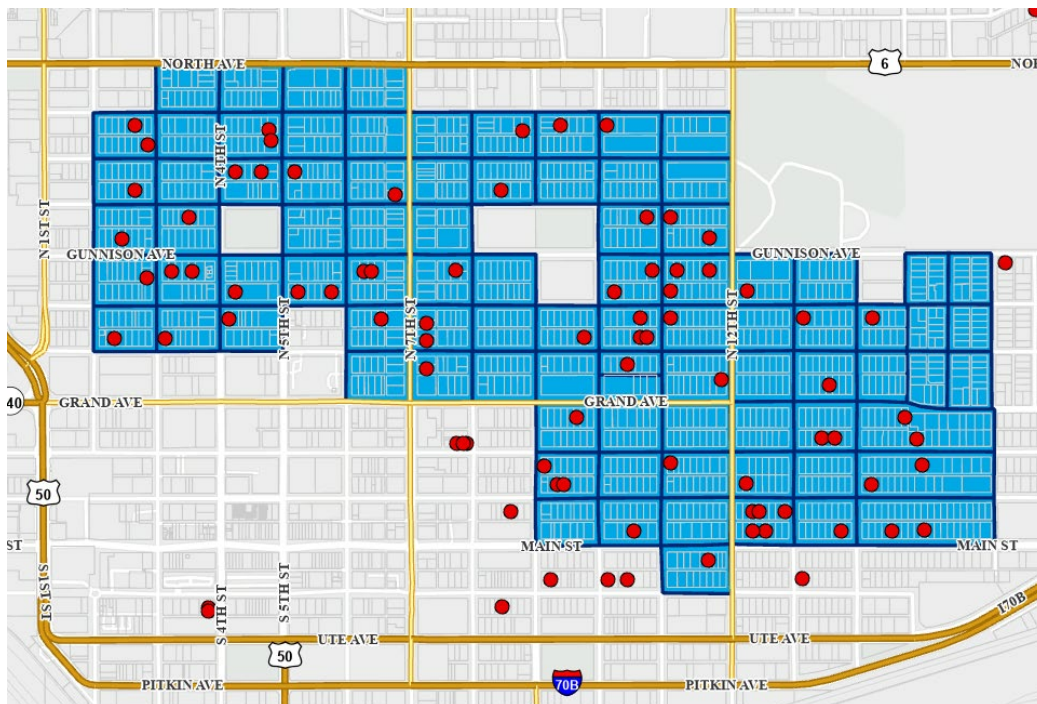 NORTH AVE
6
NOR
N 4TH ST
N 1ST ST
GUNNISON AVE
GUNNISON AVE
N 5TH ST
N 7TH ST
N 12TH ST
40
GRAND AVE
GRAND AVE
50
ST
MAIN ST
MAIN ST
S 1ST ST
S 4TH ST
S 5TH ST
I70B
UTE AVE
UTE AVE
50
PITKIN AVE
70B
PITKIN AVE